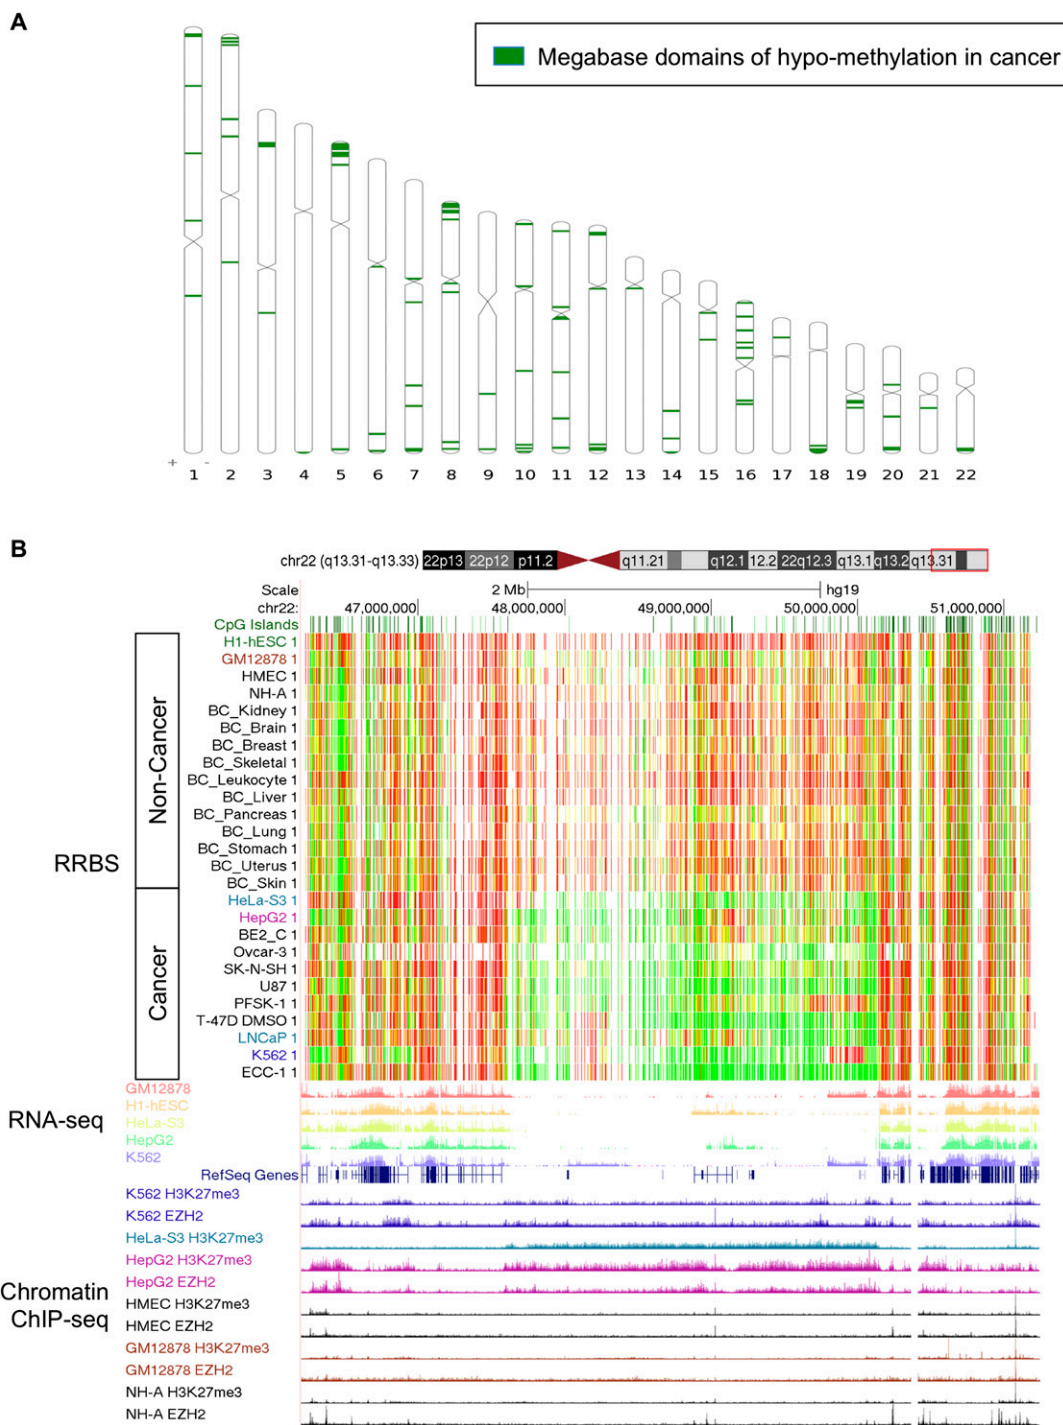 A
Megabase domains of hypo-methylation in cancer
+ -
1 2 3 4 5 6 7 8 9 10 11 12 13 14 15 16 17 18 19 20 21 22
B
chr22 (q13.31-q13.33) 22p13 22p12 p11.2 q11.21 q12.1 12.2 22q12.3 q13.1 q13.2 q13.31
Scale 2 Mb hg19
chr22: 47,000,000 48,000,000 49,000,000 50,000,000 51,000,000
CpG Islands
RRBS
Non-Cancer
H1-hESC 1
GM12878 1
HMEC 1
NH-A 1
BC_Kidney 1
BC_Brain 1
BC_Breast 1
BC_Skeletal 1
BC_Leukocyte 1
BC_Liver 1
BC_Pancreas 1
BC_Lung 1
BC_Stomach 1
BC_Uterus 1
BC_Skin 1
Cancer
HeLa-S3 1
HepG2 1
BE2_C 1
Ovcar-3 1
SK-N-SH 1
U87 1
PFSK-1 1
T-47D DMSO 1
LNCaP 1
K562 1
ECC-1 1
RNA-seq
GM12878
H1-hESC
HeLa-S3
HepG2
K562
RefSeq Genes
Chromatin
ChIP-seq
K562 H3K27me3
K562 EZH2
HeLa-S3 H3K27me3
HepG2 H3K27me3
HepG2 EZH2
HMEC H3K27me3
HMEC EZH2
GM12878 H3K27me3
GM12878 EZH2
NH-A H3K27me3
NH-A EZH2